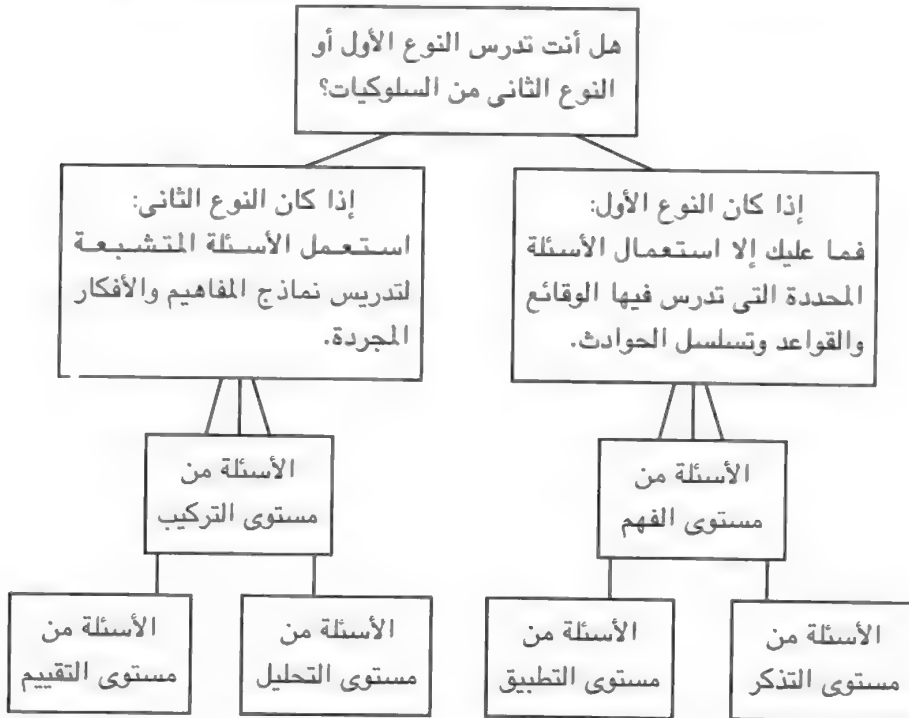 هل أنت تدرس النوع الأول أو
النوع الثانى من السلوكيات؟
إذا كان النوع الأول:
فما عليك إلا استعمال الأسئلة
المحددة التى تدرس فيها الوقائع
والقواعد وتسلسل الحوادث.
إذا كان النوع الثانى:
استعمل الأسئلة المتشبعة
لتدريس نماذج المفاهيم والأفكار
المجردة.
الأسئلة من
مستوى الفهم
الأسئلة من
مستوى التركيب
الأسئلة من
مستوى التذكر
الأسئلة من
مستوى التطبيق
الأسئلة من
مستوى التحليل
الأسئلة من
مستوى التقييم